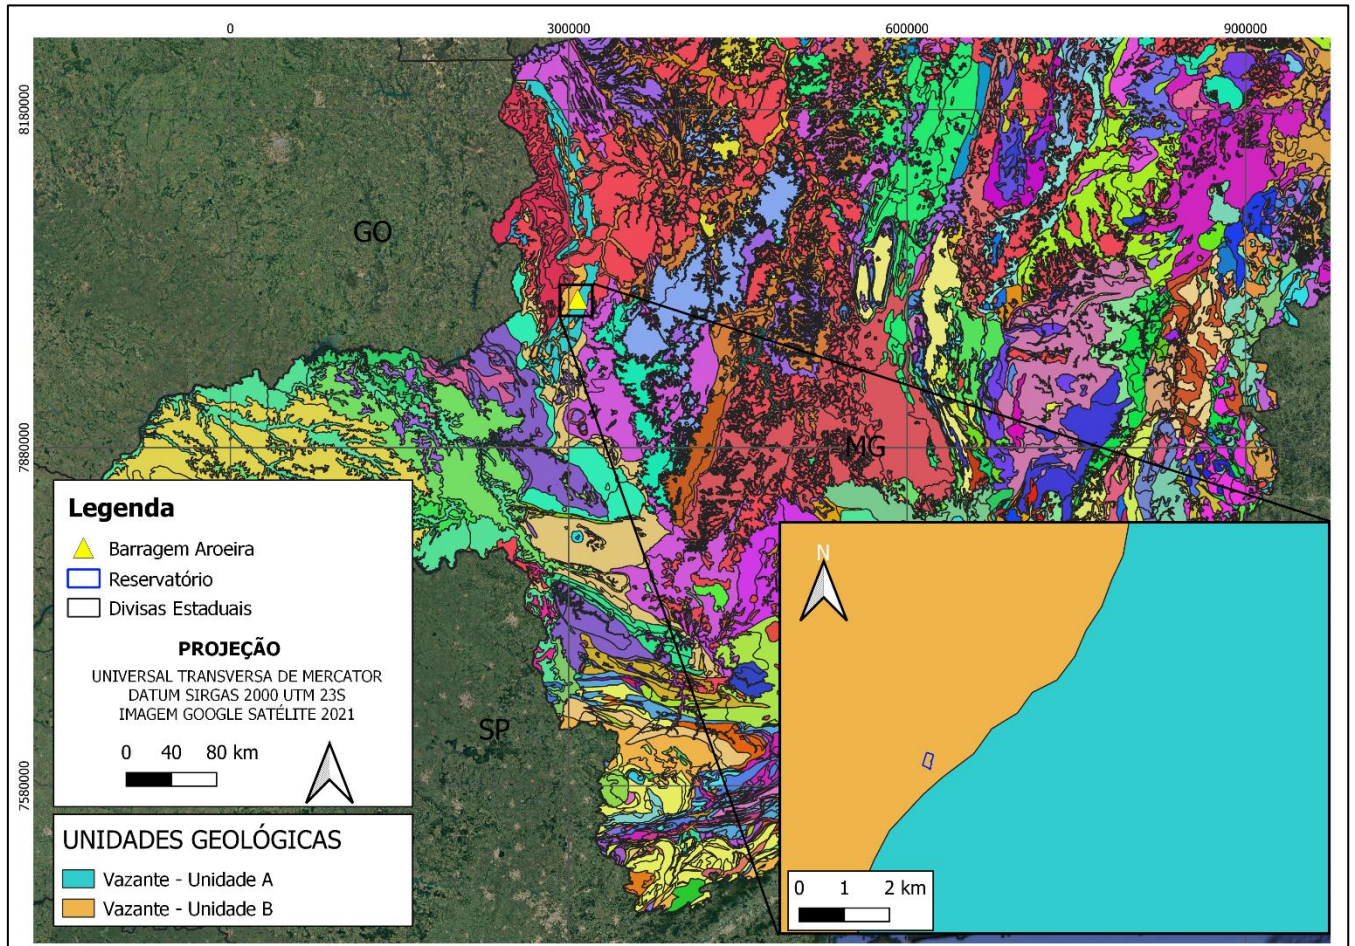 0
300000
600000
900000
8180000
7880000
7580000
GO
MG
SP
Legenda
Barragem Aroeira
Reservatório
Divisas Estaduais
PROJEÇÃO
UNIVERSAL TRANSVERSA DE MERCATOR
DATUM SIRGAS 2000 UTM 23S
IMAGEM GOOGLE SATÉLITE 2021
0 40 80 km
UNIDADES GEOLÓGICAS
Vazante - Unidade A
Vazante - Unidade B
N
0 1 2 km